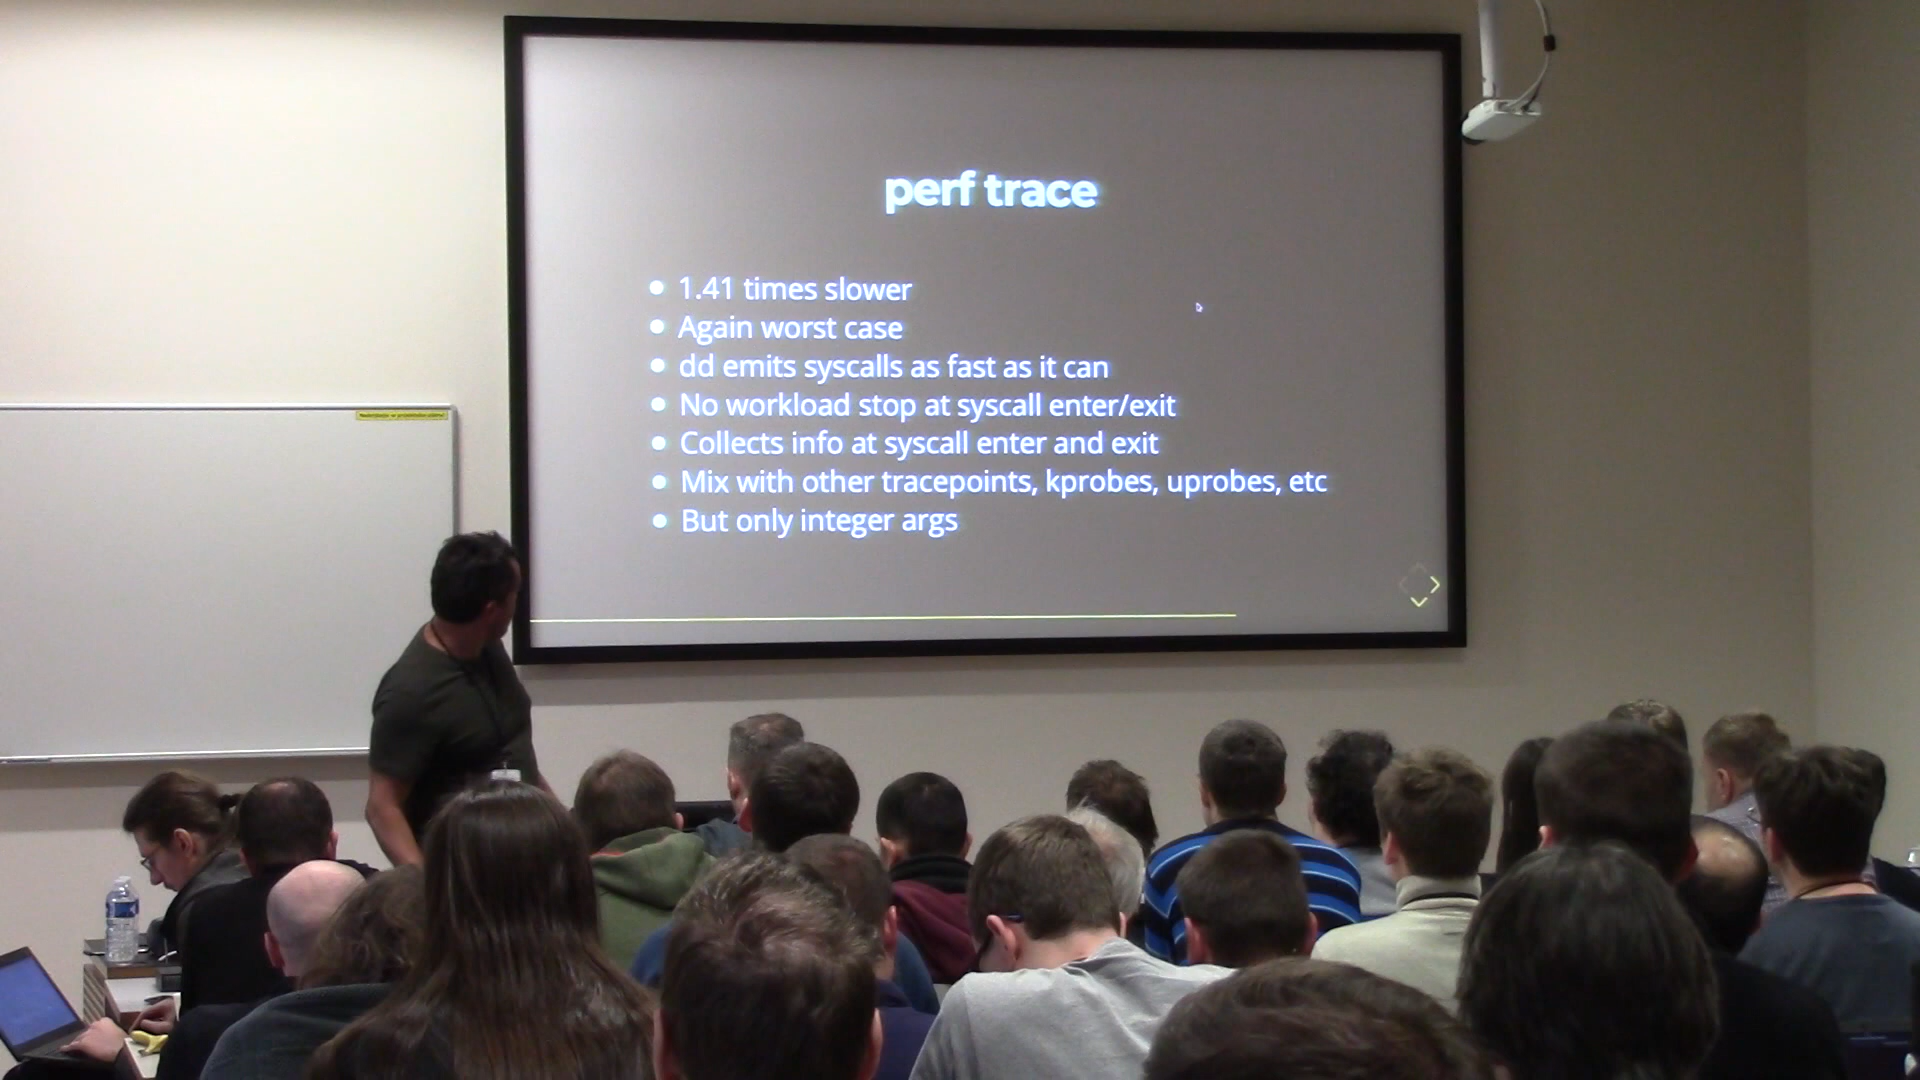 perf trace
1.41 times slower
Again worst case
dd emits syscalls as fast as it can
No workload stop at syscall enter/exit
Collects info at syscall enter and exit
Mix with other tracepoints, kprobes, uprobes, etc
But only integer args